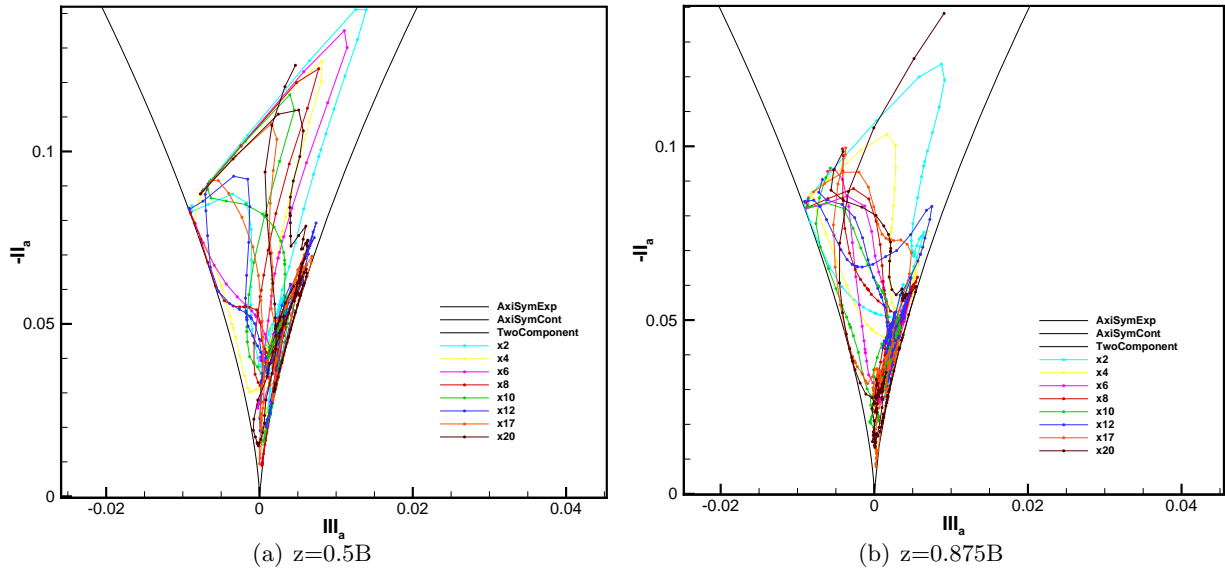 -II_a
0.1
0.05
0
-0.02
0
0.02
0.04
III_a
AxiSymExp
AxiSymCont
TwoComponent
x2
x4
x6
x8
x10
x12
x17
x20
(a) z=0.5B
-II_a
0.1
0.05
0
-0.02
0
0.02
0.04
III_a
AxiSymExp
AxiSymCont
TwoComponent
x2
x4
x6
x8
x10
x12
x17
x20
(b) z=0.875B